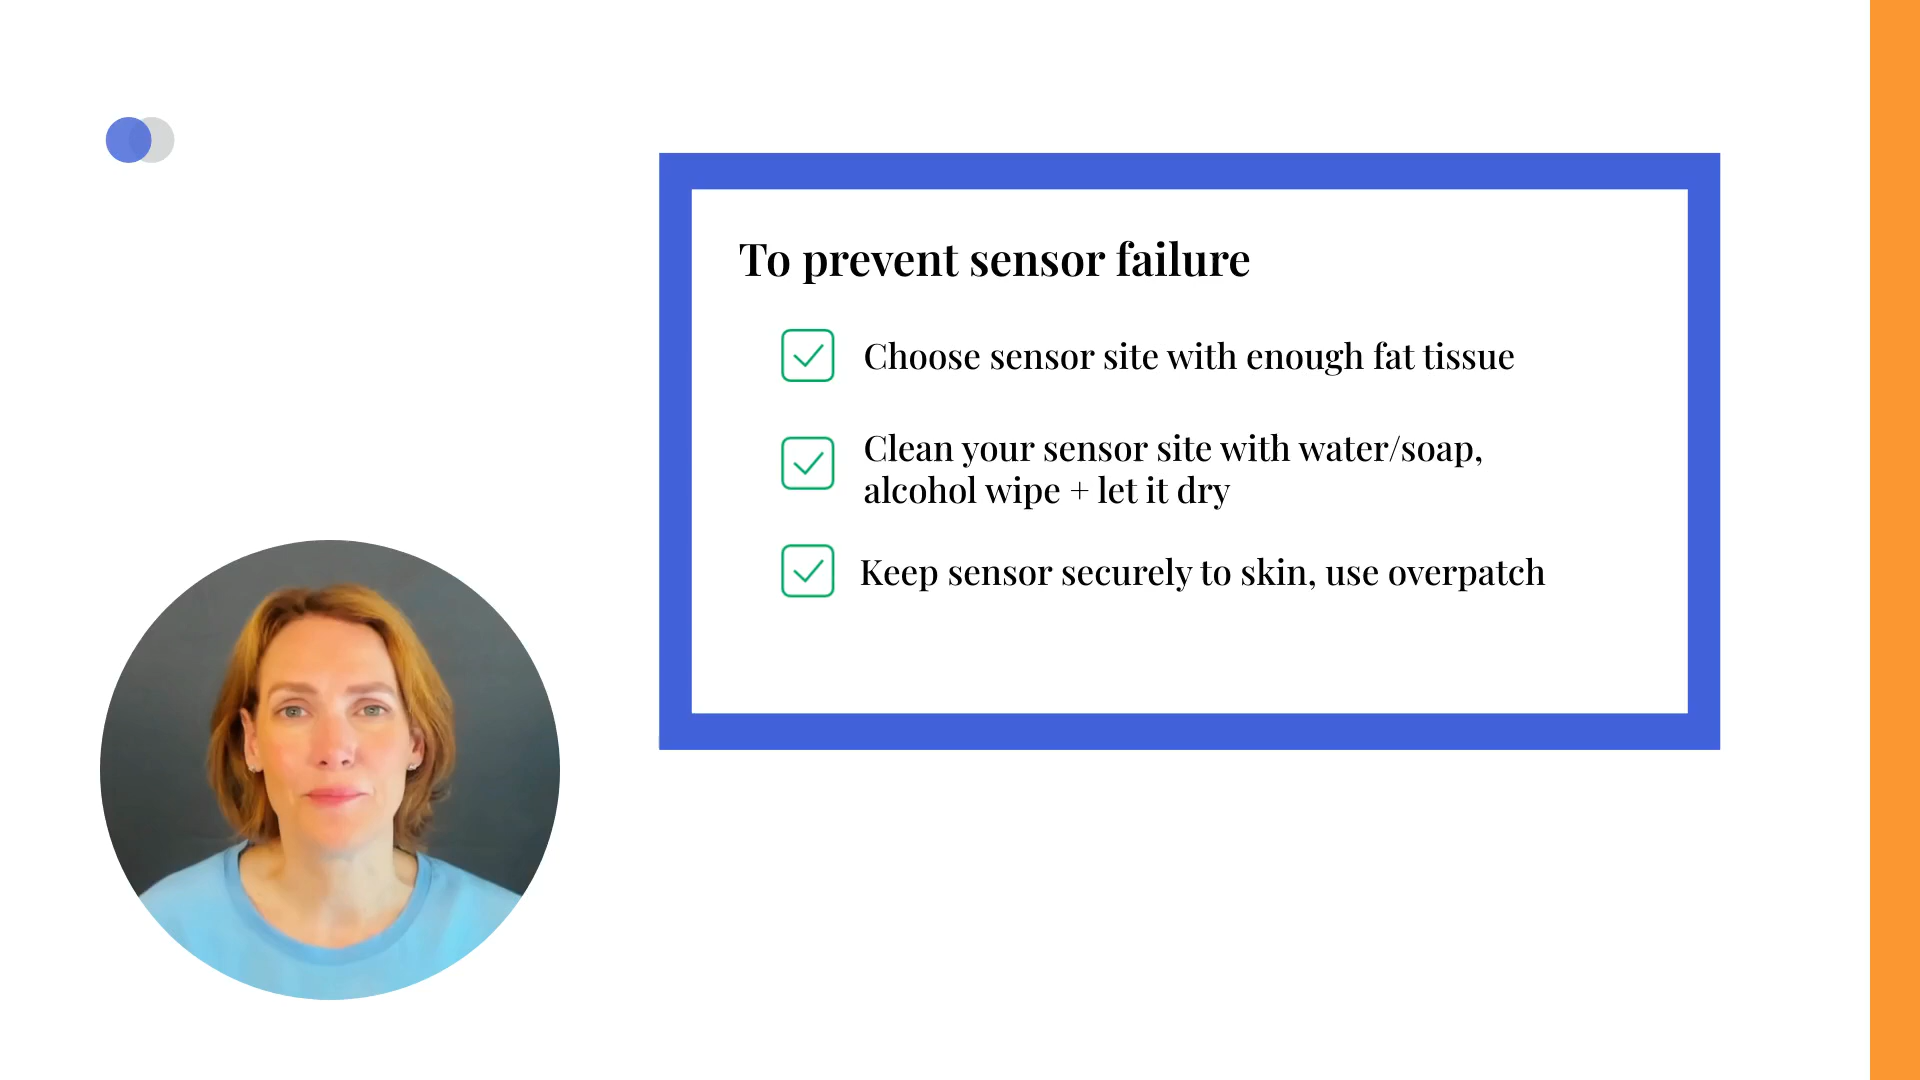 To prevent sensor failure
Choose sensor site with enough fat tissue
Clean your sensor site with water/soap,
alcohol wipe + let it dry
Keep sensor securely to skin, use overpatch